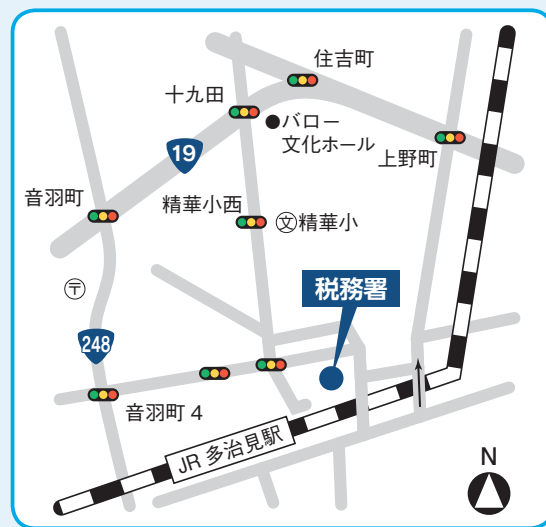 住吉町
十九田
バロー
文化ホール
19
上野町
音羽町
精華小西
文
精華小
〒
税務署
248
音羽町 4
JR 多治見駅
N